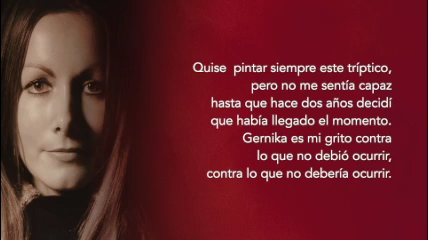 Quise pintar siempre este tríptico,
pero no me sentía capaz
hasta que hace dos años decidí
que había llegado el momento.
Gernika es mi grito contra
lo que no debió ocurrir,
contra lo que no debería ocurrir.